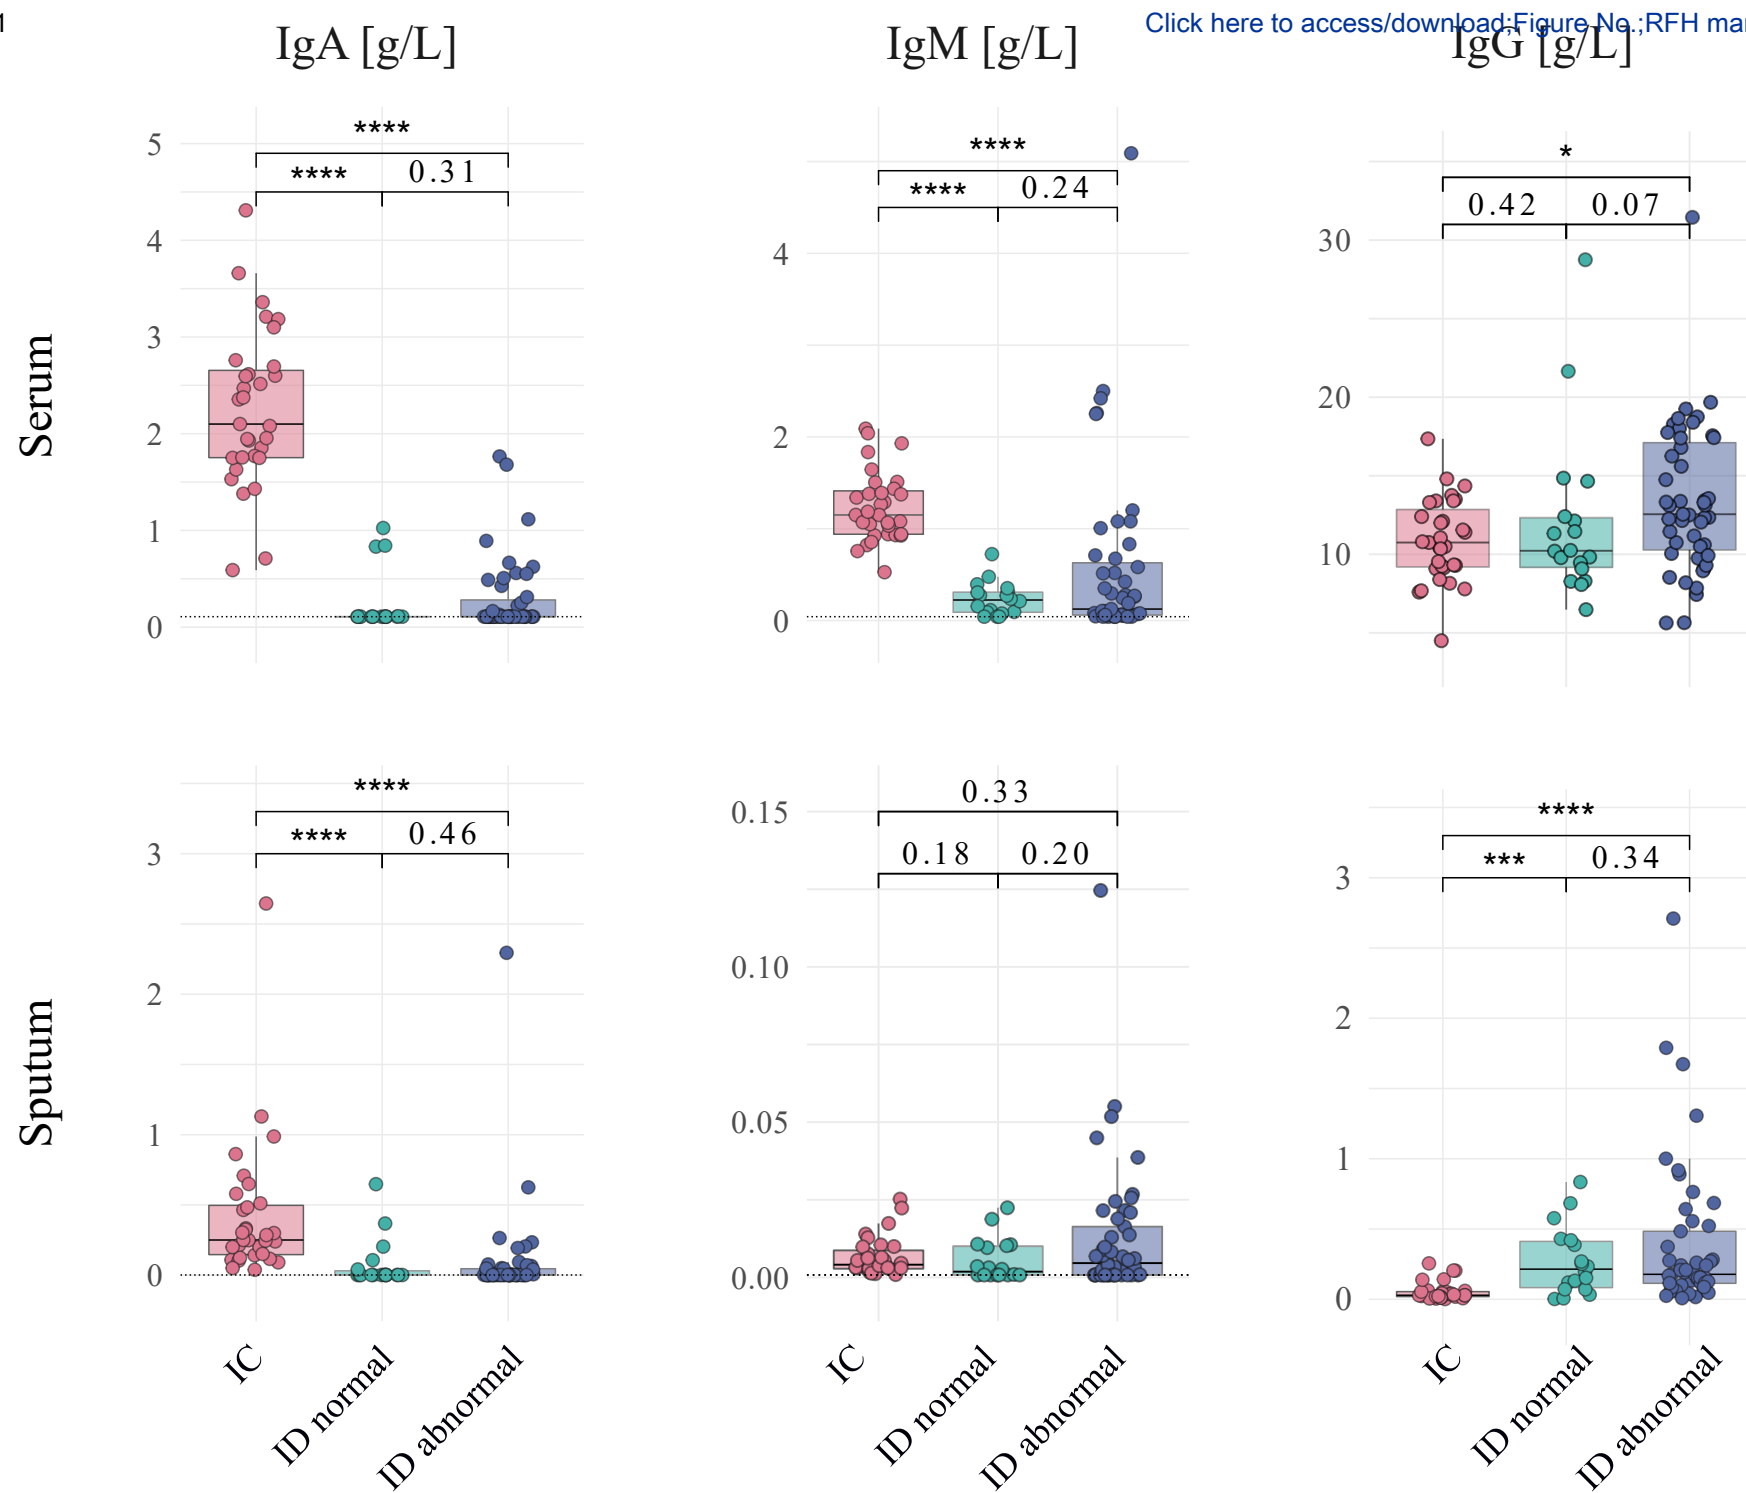 Click here to access/download;Figure No.;RFH ma
IgA [g/L]
IgM [g/L]
IgG [g/L]
Serum
5
4
3
2
1
0
****
****
0.31
4
2
0
****
****
0.24
30
20
10
*
0.42
0.07
Sputum
3
2
1
0
****
****
0.46
0.15
0.10
0.05
0.00
0.33
0.18
0.20
3
2
1
0
****
***
0.34
IC
ID normal
ID abnormal
IC
ID normal
ID abnormal
IC
ID normal
ID abnormal